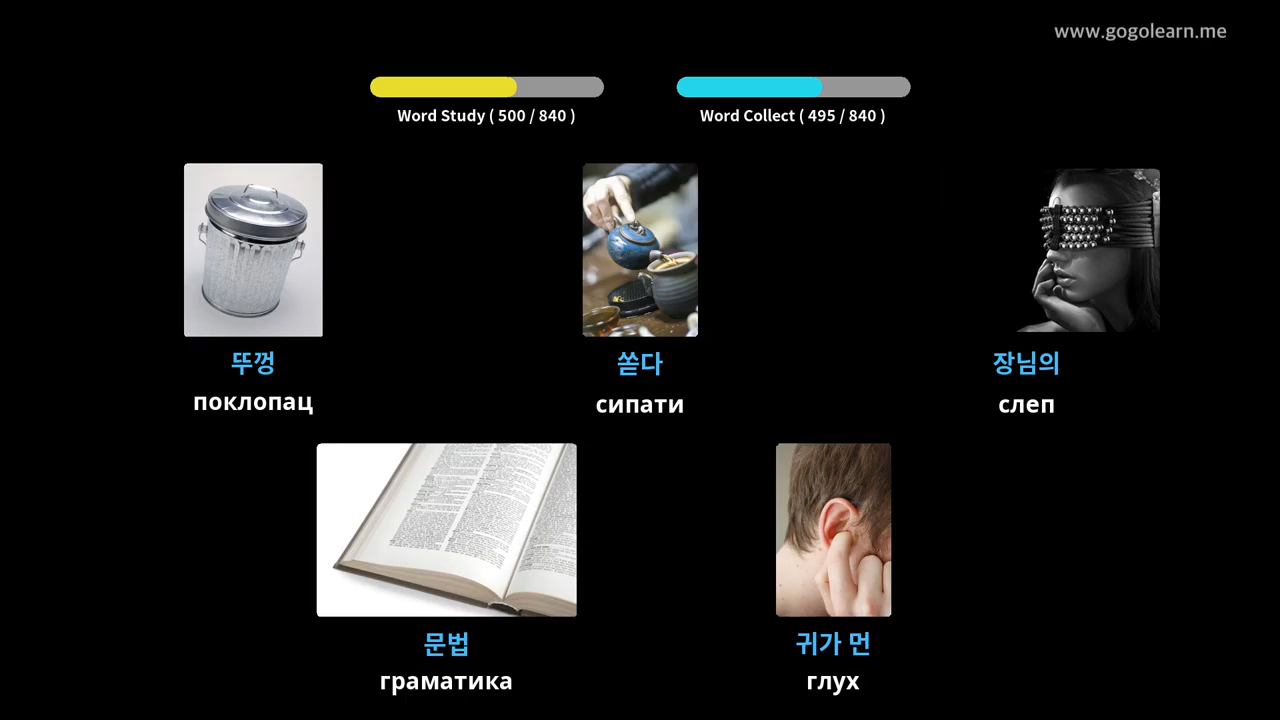 www.gogolearn.me
Word Study ( 500 / 840 )
Word Collect ( 495 / 840 )
뚜껑
поклопац
쏟다
сипати
장님의
слеп
문법
граматика
귀가 먼
глух